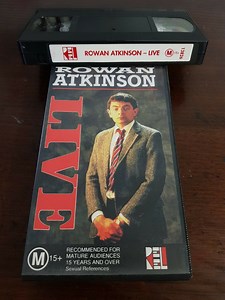 ROWAN ATKINSON – LIVE
M
ROWAN
ATKINSON
LIVE
M 15+
RECOMMENDED FOR
MATURE AUDIENCES
15 YEARS AND OVER
Sexual References